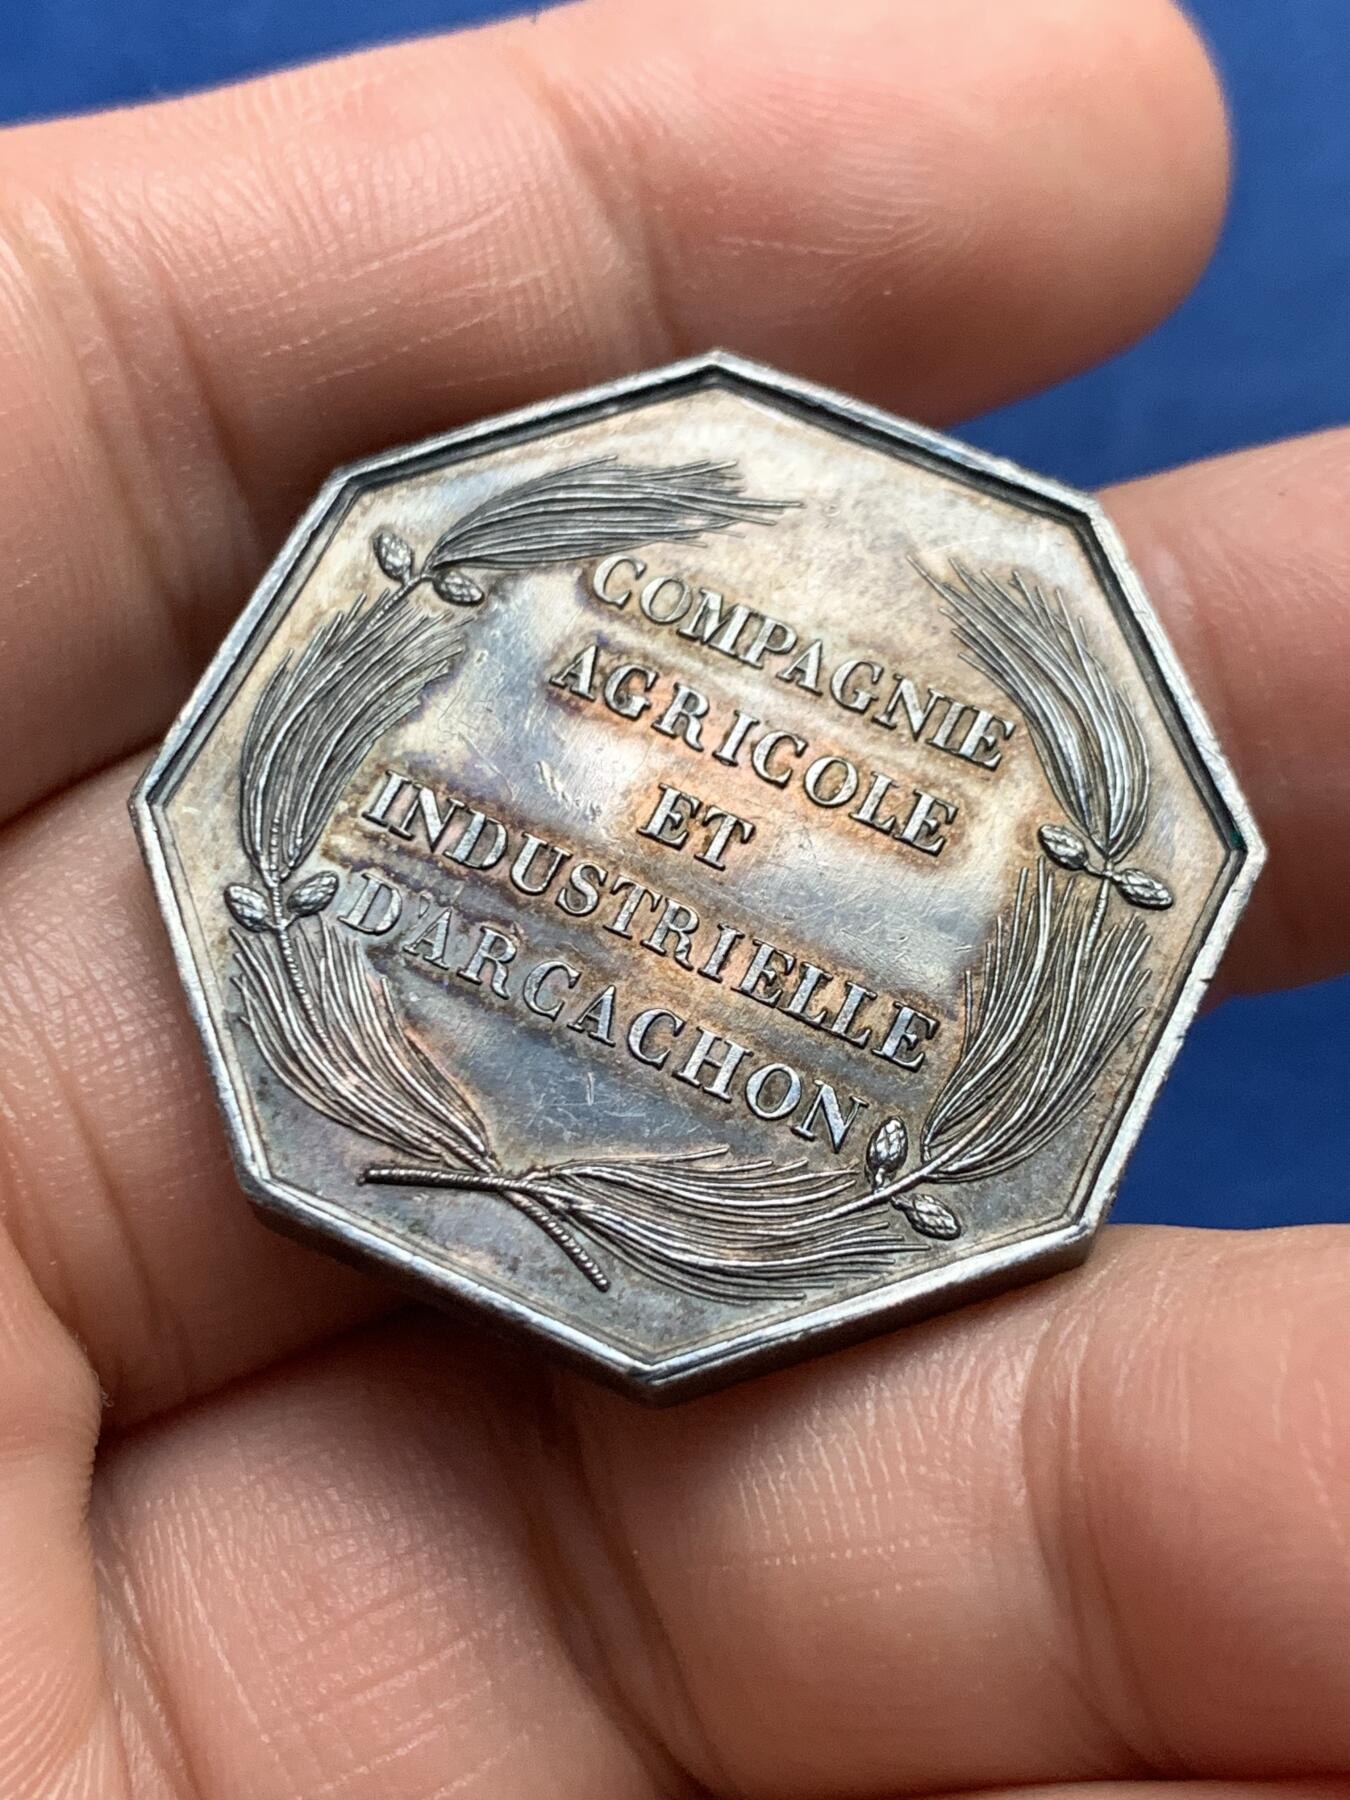 COMPAGNIE
AGRICOLE
ET
INDUSTRIELLE
D'ARCACHON